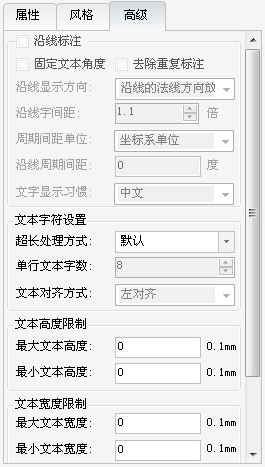 属性 风格 高级
沿线标注
固定文本角度 去除重复标注
沿线显示方向: 沿线的法线方向放
沿线字间距: 1.1 倍
周期间距单位: 坐标系单位
沿线周期间距: 0 度
文字显示习惯: 中文
文本字符设置
超长处理方式: 默认
单行文本字数: 8
文本对齐方式: 左对齐
文本高度限制
最大文本高度: 0 0.1mm
最小文本高度: 0 0.1mm
文本宽度限制
最大文本宽度: 0 0.1mm
最小文本宽度: 0 0.1mm